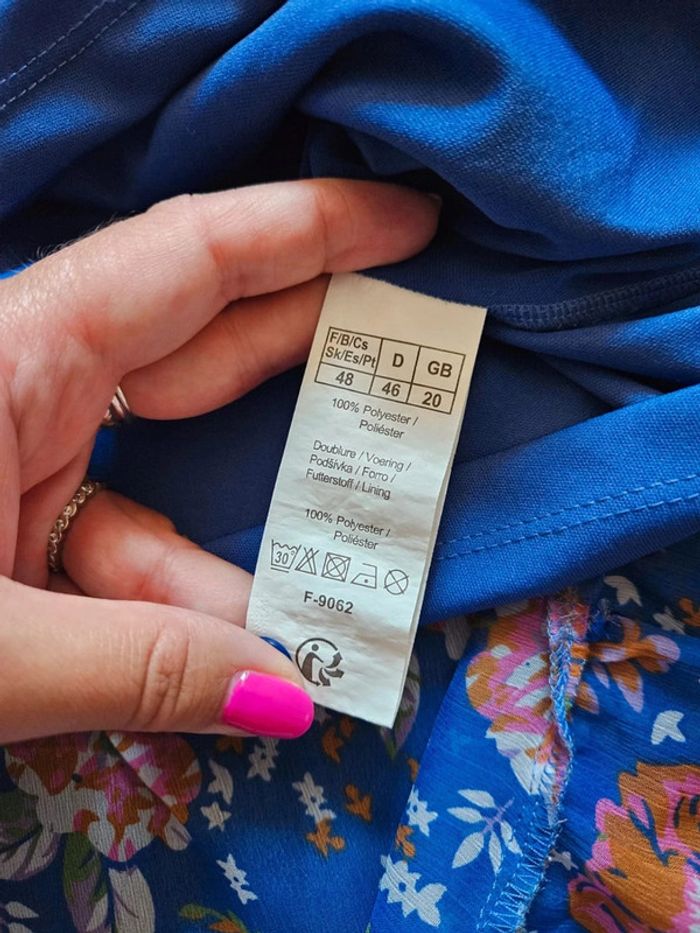 F/B/Cs
Sk/Es/Pt D GB
48 46 20
100% Polyester /
Poliéster
Doublure / Voering /
Podšívka / Forro /
Futterstoff / Lining
100% Polyester /
Poliéster
30
F-9062